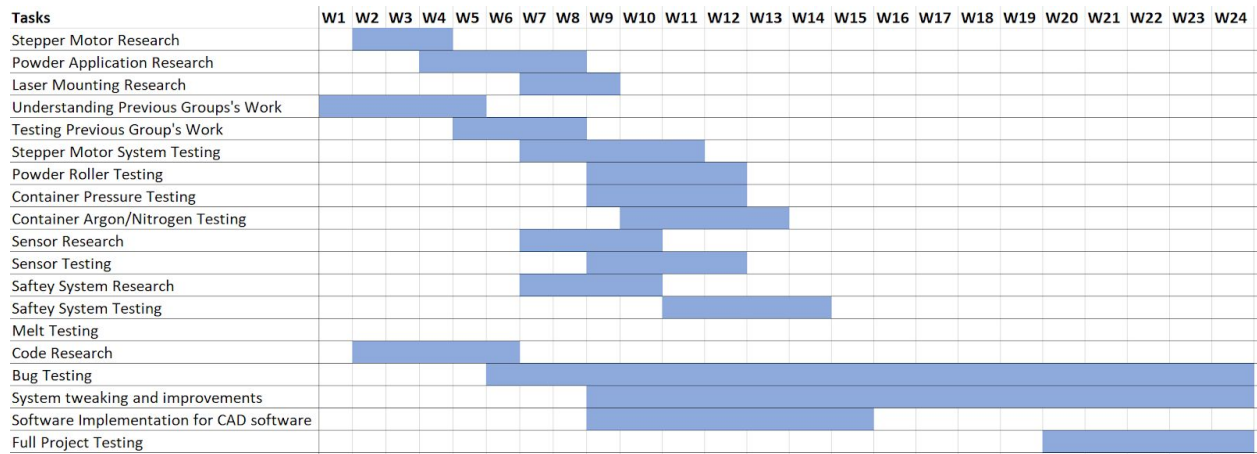 Tasks W1 W2 W3 W4 W5 W6 W7 W8 W9 W10 W11 W12 W13 W14 W15 W16 W17 W18 W19 W20 W21 W22 W23 W24
Stepper Motor Research
Powder Application Research
Laser Mounting Research
Understanding Previous Groups's Work
Testing Previous Group's Work
Stepper Motor System Testing
Powder Roller Testing
Container Pressure Testing
Container Argon/Nitrogen Testing
Sensor Research
Sensor Testing
Saftey System Research
Saftey System Testing
Melt Testing
Code Research
Bug Testing
System tweaking and improvements
Software Implementation for CAD software
Full Project Testing